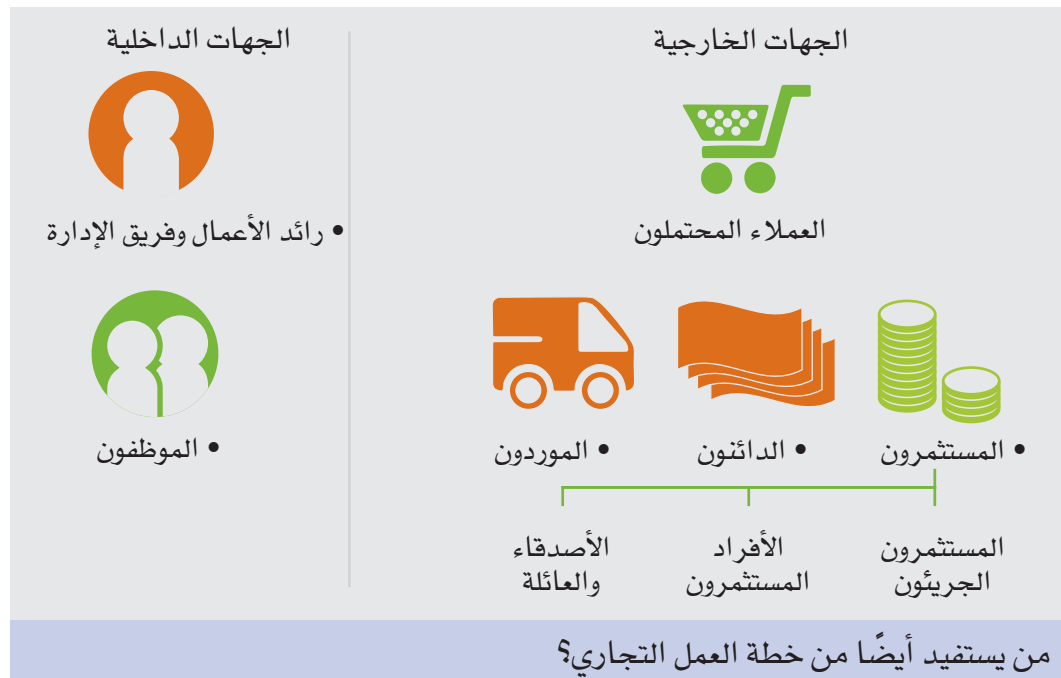 الجهات الخارجية
العملاء المحتملون
• المستثمرون
• الدائنون
• الموردون
المستثمرون
الجريئون
الأفراد
المستثمرون
الأصدقاء
والعائلة
الجهات الداخلية
• رائد الأعمال وفريق الإدارة
• الموظفون
من يستفيد أيضًا من خطة العمل التجاري؟